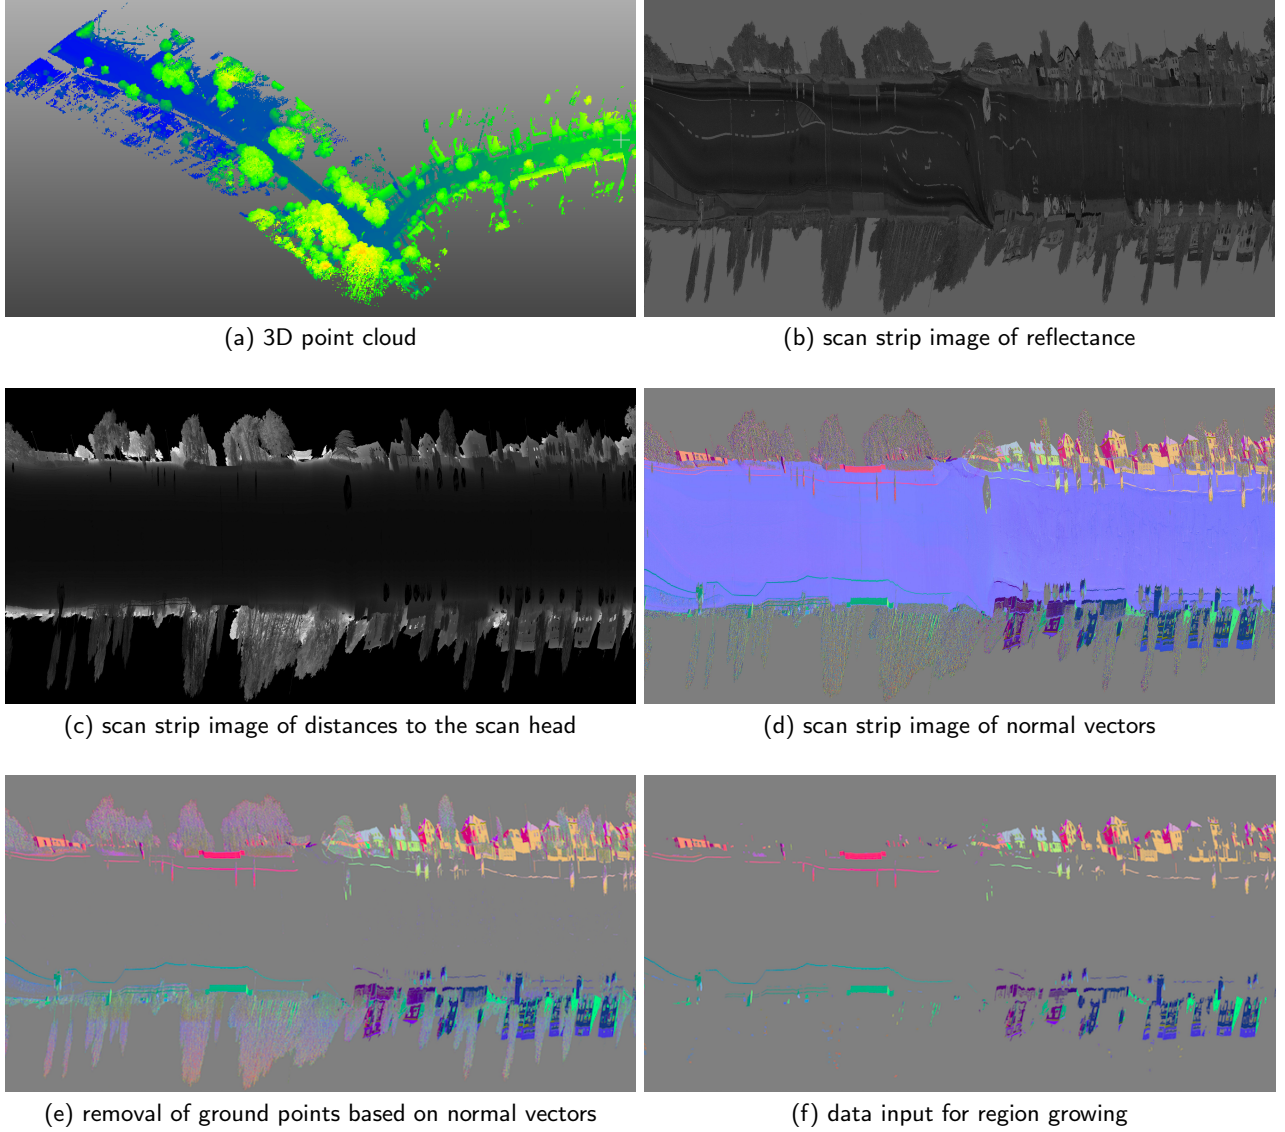 (a) 3D point cloud
(b) scan strip image of reflectance
(c) scan strip image of distances to the scan head
(d) scan strip image of normal vectors
(e) removal of ground points based on normal vectors
(f) data input for region growing